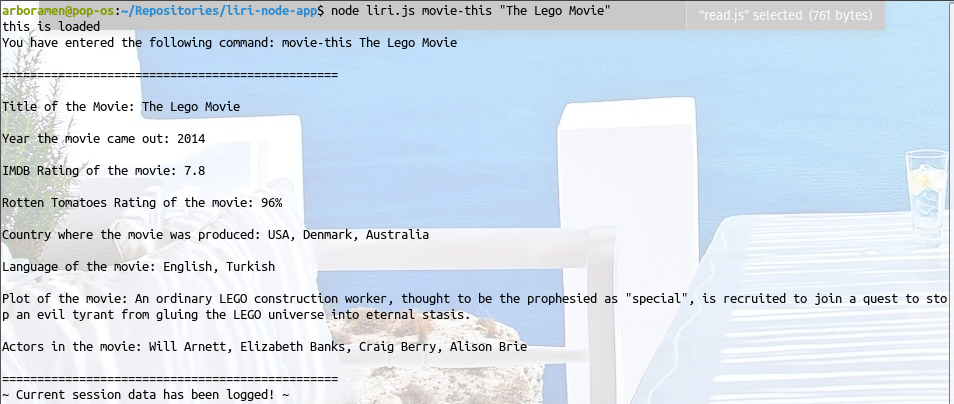 arboramen@pop-os:~/Repositories/liri-node-app$ node liri.js movie-this "The Lego Movie"
"read.js" selected (761 bytes)
this is loaded
You have entered the following command: movie-this The Lego Movie
================================================
Title of the Movie: The Lego Movie
Year the movie came out: 2014
IMDB Rating of the movie: 7.8
Rotten Tomatoes Rating of the movie: 96%
Country where the movie was produced: USA, Denmark, Australia
Language of the movie: English, Turkish
Plot of the movie: An ordinary LEGO construction worker, thought to be the prophesied as "special", is recruited to join a quest to sto
p an evil tyrant from gluing the LEGO universe into eternal stasis.
Actors in the movie: Will Arnett, Elizabeth Banks, Craig Berry, Alison Brie
================================================
~ Current session data has been logged! ~